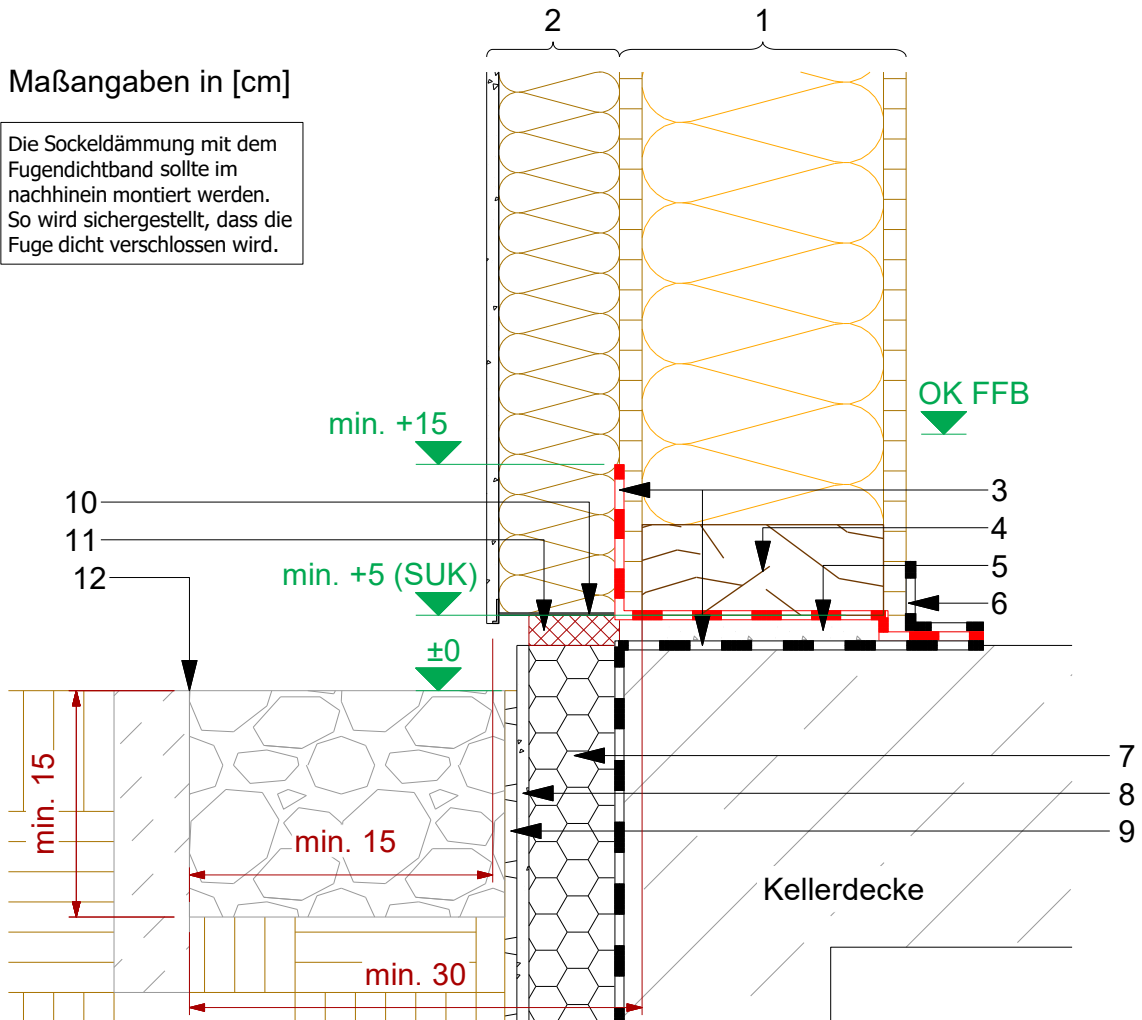 2
1
Maßangaben in [cm]
Die Sockeldämmung mit dem
Fugendichtband sollte im
nachhinein montiert werden.
So wird sichergestellt, dass die
Fuge dicht verschlossen wird.
OK FFB
min. +15
10
3
11
4
12
min. +5 (SUK)
5
6
±0
7
min. 15
8
min. 15
9
Kellerdecke
min. 30